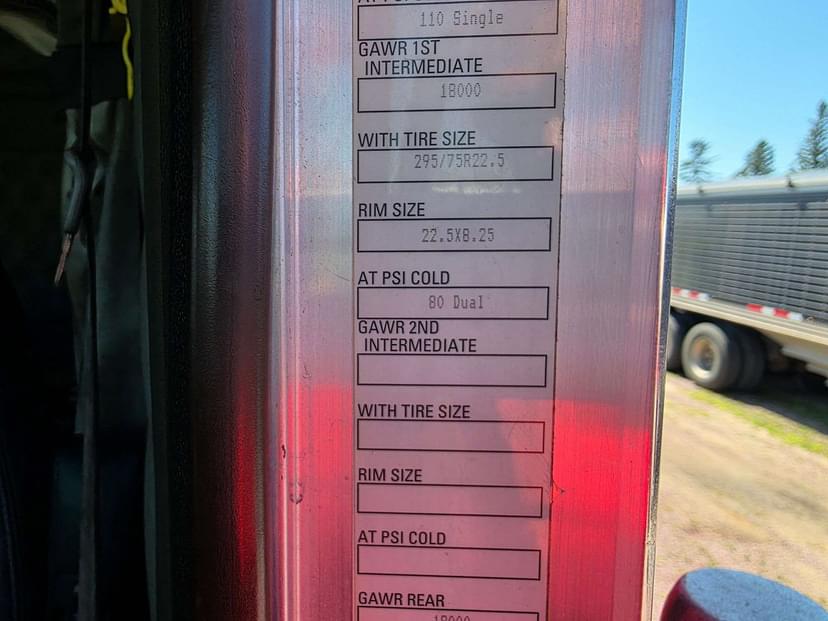 110 Single
GAWR 1ST
INTERMEDIATE
18000
WITH TIRE SIZE
295/75R22.5
RIM SIZE
22.5X8.25
AT PSI COLD
80 Dual
GAWR 2ND
INTERMEDIATE
WITH TIRE SIZE
RIM SIZE
AT PSI COLD
GAWR REAR
18000